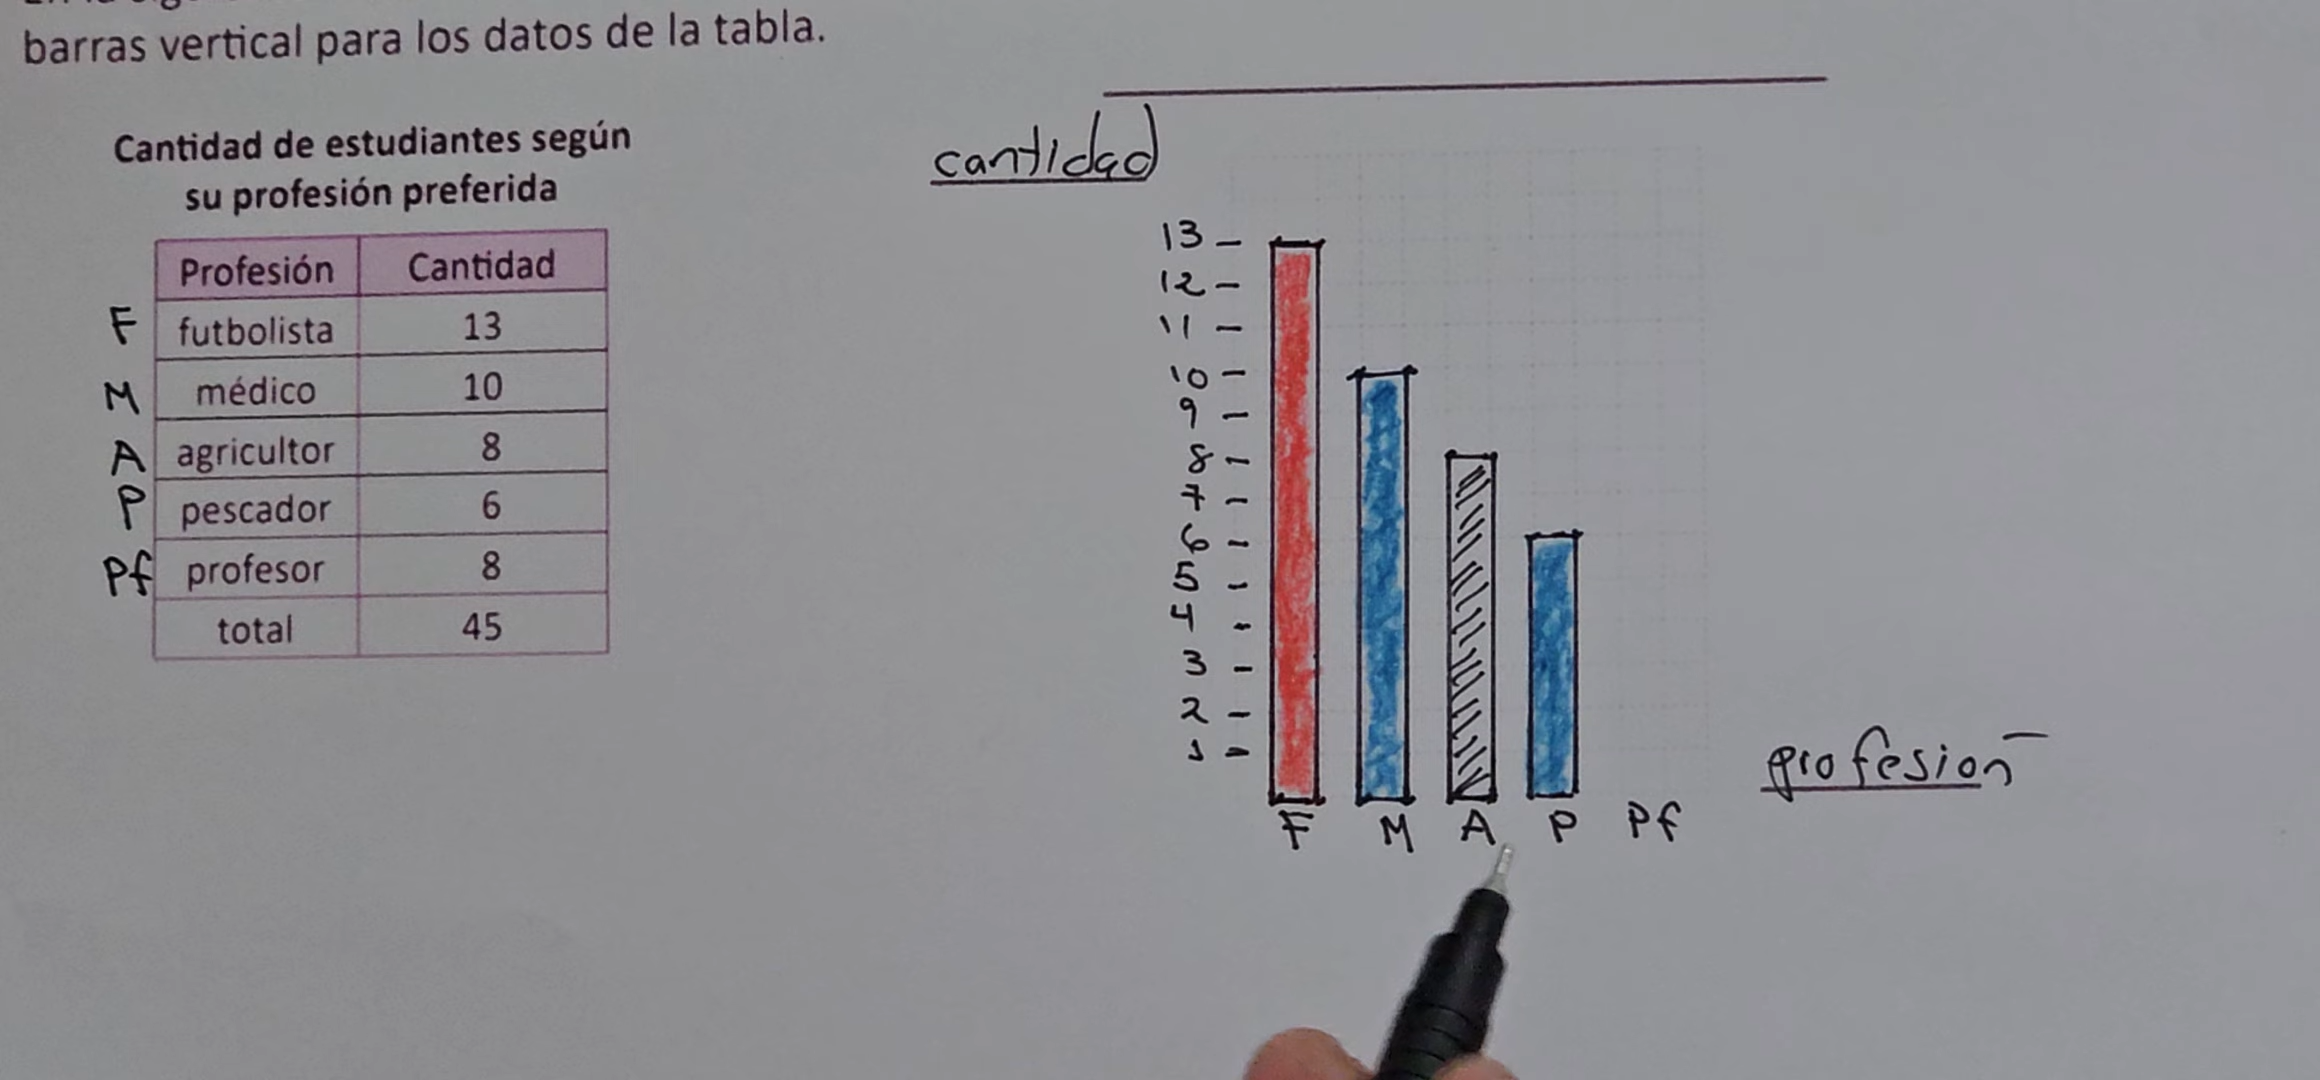 barras vertical para los datos de la tabla.
Cantidad de estudiantes según
su profesión preferida
Profesión Cantidad
F futbolista 13
M médico 10
A agricultor 8
P pescador 6
Pf profesor 8
total 45
cantidad
13
12
11
10
9
8
7
6
5
4
3
2
1
F M A P Pf
profesion